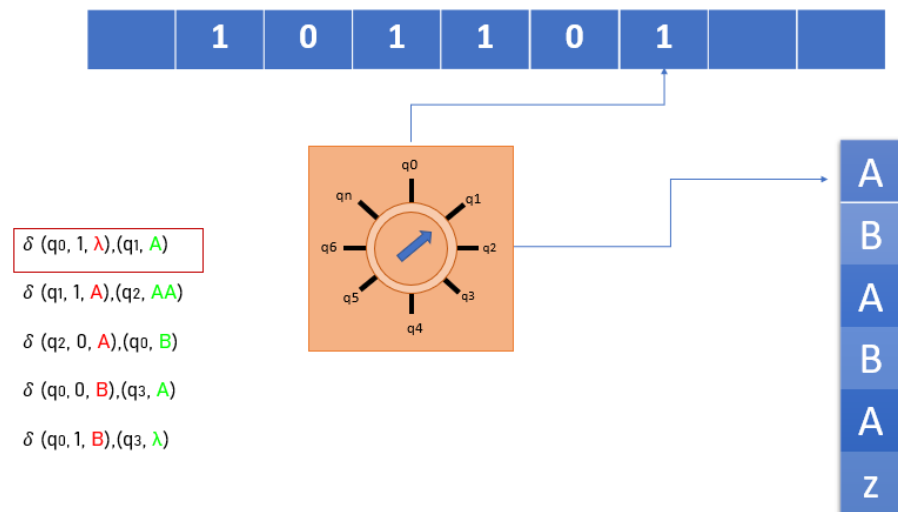 1 0 1 1 0 1
q0
q1
q2
q3
q4
q5
q6
qn
δ (q0, 1, λ),(q1, A)
δ (q1, 1, A),(q2, AA)
δ (q2, 0, A),(q0, B)
δ (q0, 0, B),(q3, A)
δ (q0, 1, B),(q3, λ)
A
B
A
B
A
z